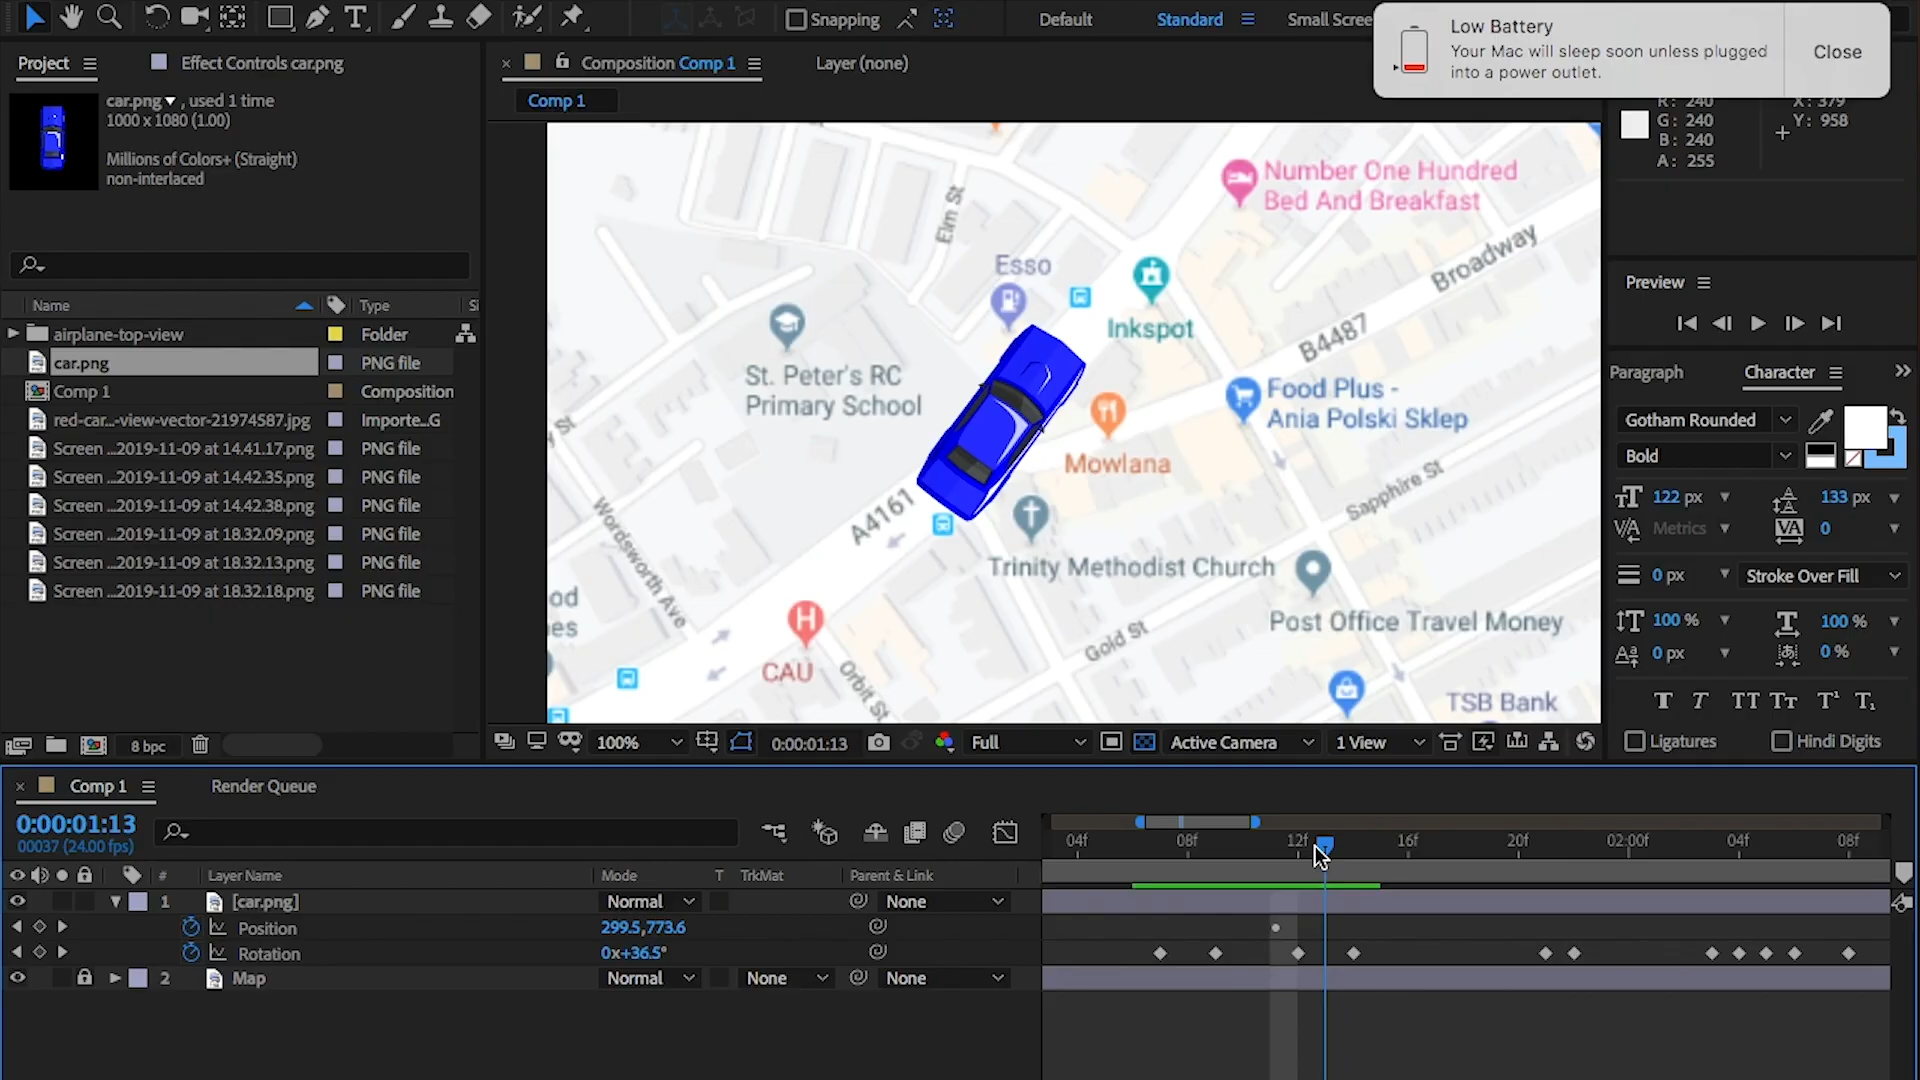 Snapping
Default
Standard
Small Scree
Low Battery
Your Mac will sleep soon unless plugged
into a power outlet.
Close
Project
Effect Controls car.png
Composition Comp 1
Layer (none)
Comp 1
car.png, used 1 time
1000 x 1080 (1.00)
Millions of Colors+ (Straight)
non-interlaced
R: 240
G: 240
B: 240
A: 255
X: 379
Y: 958
Name
Type
Si
airplane-top-view
Folder
car.png
PNG file
Comp 1
Composition
red-car...-view-vector-21974587.jpg
Importe...G
Screen ...2019-11-09 at 14.41.17.png
PNG file
Screen ...2019-11-09 at 14.42.35.png
PNG file
Screen ...2019-11-09 at 14.42.38.png
PNG file
Screen ...2019-11-09 at 18.32.09.png
PNG file
Screen ...2019-11-09 at 18.32.13.png
PNG file
Screen ...2019-11-09 at 18.32.18.png
PNG file
8 bpc
Number One Hundred
Bed And Breakfast
Elm St
Esso
Inkspot
Broadway
B4487
St. Peter's RC
Primary School
Food Plus -
Ania Polski Sklep
Mowlana
y St
A4161
Sapphire St
Wordsworth Ave
Trinity Methodist Church
od
es
Post Office Travel Money
Gold St
CAU
Orbit St
TSB Bank
100%
0:00:01:13
Full
Active Camera
1 View
Preview
Paragraph
Character
Gotham Rounded
Bold
122 px
133 px
Metrics
0
0 px
Stroke Over Fill
100 %
100 %
0 px
0 %
T T TT Tт T¹ T₁
Ligatures
Hindi Digits
Comp 1
Render Queue
0:00:01:13
00037 (24.00 fps)
04f
08f
12f
16f
20f
02:00f
04f
08f
#
Layer Name
Mode
T
TrkMat
Parent & Link
1
[car.png]
Normal
None
Position
299.5,773.6
Rotation
0x+36.5°
2
Map
Normal
None
None